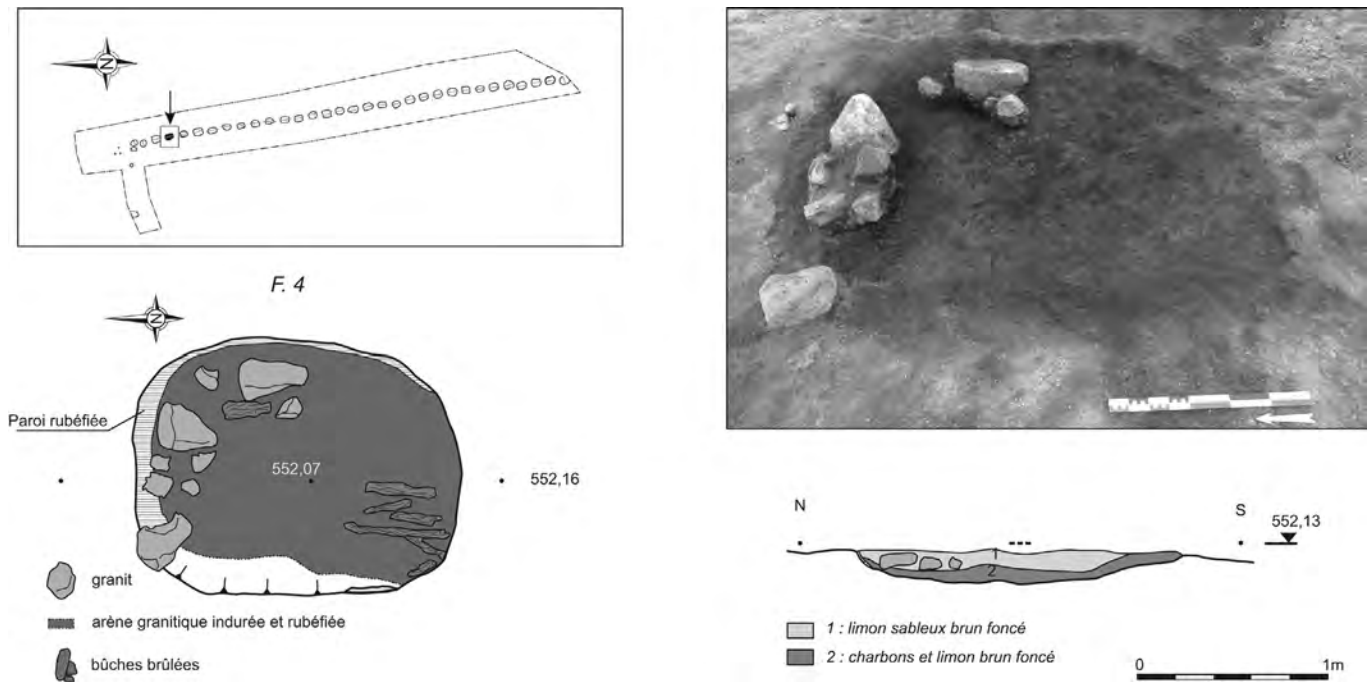 N
F. 4
N
Paroi rubéfiée
552,07
552,16
granit
arène granitique indurée et rubéfiée
bûches brûlées
N
S
552,13
1
2
1 : limon sableux brun foncé
2 : charbons et limon brun foncé
0
1m